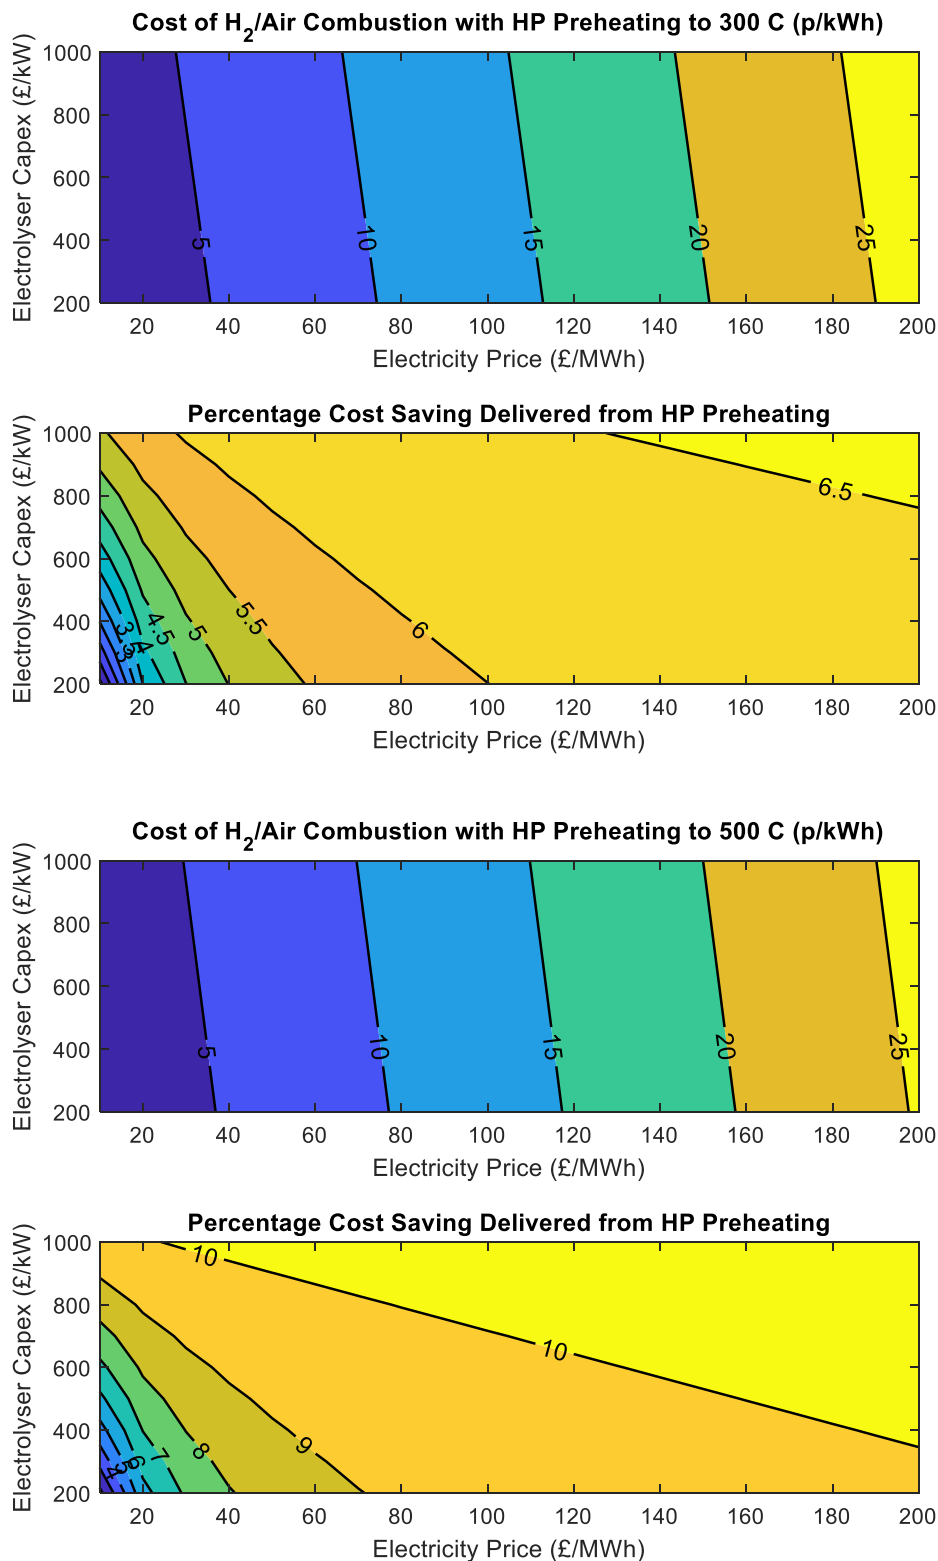 Cost of H2/Air Combustion with HP Preheating to 300 C (p/kWh)
Electrolyser Capex (£/kW)
1000
800
600
400
200
5
10
15
20
25
20 40 60 80 100 120 140 160 180 200
Electricity Price (£/MWh)
Percentage Cost Saving Delivered from HP Preheating
Electrolyser Capex (£/kW)
1000
800
600
400
200
3
3.5
4
4.5
5
5.5
6
6.5
20 40 60 80 100 120 140 160 180 200
Electricity Price (£/MWh)
Cost of H2/Air Combustion with HP Preheating to 500 C (p/kWh)
Electrolyser Capex (£/kW)
1000
800
600
400
200
5
10
15
20
25
20 40 60 80 100 120 140 160 180 200
Electricity Price (£/MWh)
Percentage Cost Saving Delivered from HP Preheating
Electrolyser Capex (£/kW)
1000
800
600
400
200
4
5
6
7
8
9
10
10
20 40 60 80 100 120 140 160 180 200
Electricity Price (£/MWh)